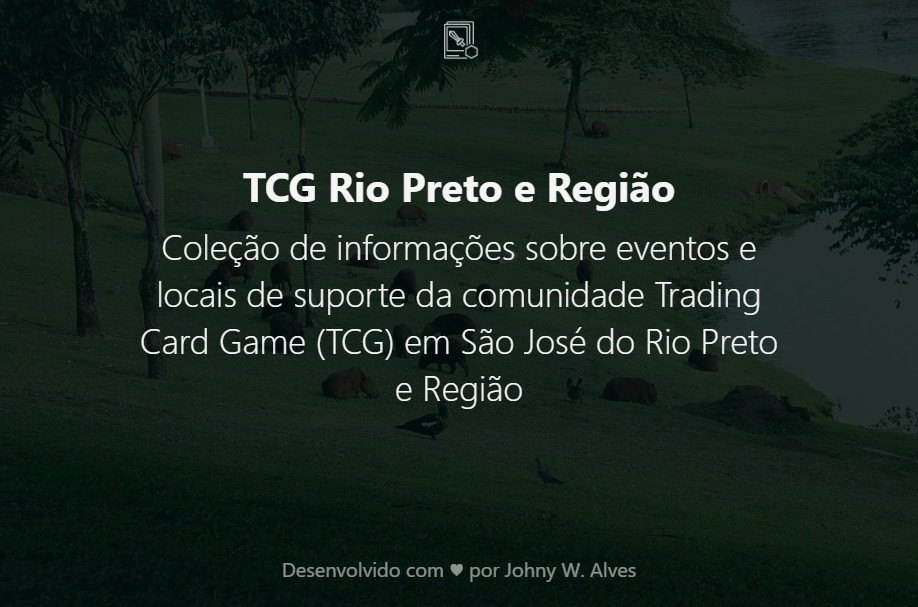 TCG Rio Preto e Região
Coleção de informações sobre eventos e
locais de suporte da comunidade Trading
Card Game (TCG) em São José do Rio Preto
e Região
Desenvolvido com ♥ por Johny W. Alves